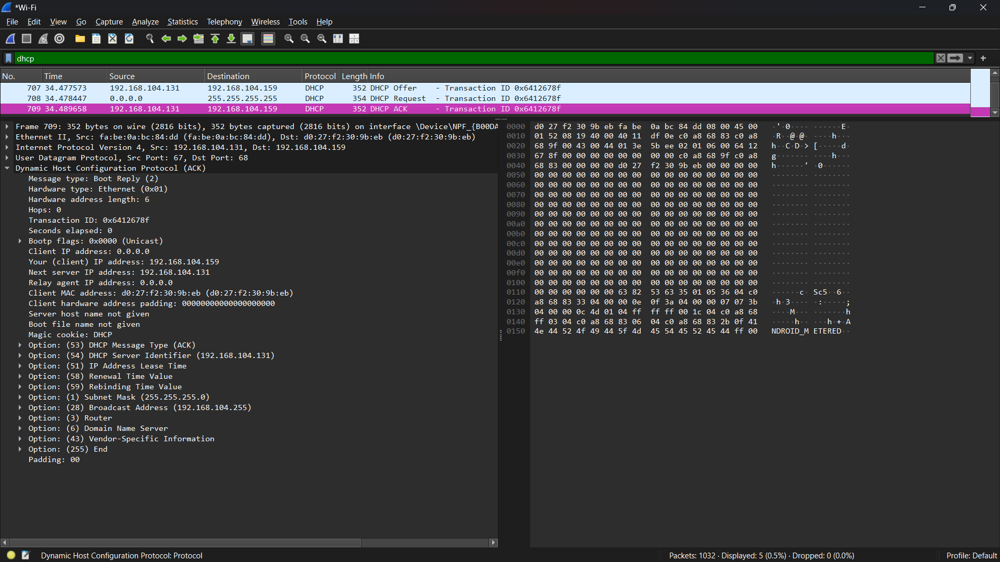 *Wi-Fi
File Edit View Go Capture Analyze Statistics Telephony Wireless Tools Help
dhcp
No. Time Source Destination Protocol Length Info
707 34.477573 192.168.104.131 192.168.104.159 DHCP 352 DHCP Offer - Transaction ID 0x6412678f
708 34.478447 0.0.0.0 255.255.255.255 DHCP 354 DHCP Request - Transaction ID 0x6412678f
709 34.489658 192.168.104.131 192.168.104.159 DHCP 352 DHCP ACK - Transaction ID 0x6412678f
Frame 709: 352 bytes on wire (2816 bits), 352 bytes captured (2816 bits) on interface \Device\NPF_{B00DA
Ethernet II, Src: fa:be:0a:bc:84:dd (fa:be:0a:bc:84:dd), Dst: d0:27:f2:30:9b:eb (d0:27:f2:30:9b:eb)
Internet Protocol Version 4, Src: 192.168.104.131, Dst: 192.168.104.159
User Datagram Protocol, Src Port: 67, Dst Port: 68
Dynamic Host Configuration Protocol (ACK)
Message type: Boot Reply (2)
Hardware type: Ethernet (0x01)
Hardware address length: 6
Hops: 0
Transaction ID: 0x6412678f
Seconds elapsed: 0
Bootp flags: 0x0000 (Unicast)
Client IP address: 0.0.0.0
Your (client) IP address: 192.168.104.159
Next server IP address: 192.168.104.131
Relay agent IP address: 0.0.0.0
Client MAC address: d0:27:f2:30:9b:eb (d0:27:f2:30:9b:eb)
Client hardware address padding: 00000000000000000000
Server host name not given
Boot file name not given
Magic cookie: DHCP
Option: (53) DHCP Message Type (ACK)
Option: (54) DHCP Server Identifier (192.168.104.131)
Option: (51) IP Address Lease Time
Option: (58) Renewal Time Value
Option: (59) Rebinding Time Value
Option: (1) Subnet Mask (255.255.255.0)
Option: (28) Broadcast Address (192.168.104.255)
Option: (3) Router
Option: (6) Domain Name Server
Option: (43) Vendor-Specific Information
Option: (255) End
Padding: 00
0000 d0 27 f2 30 9b eb fa be 0a bc 84 dd 08 00 45 00 ·'·0···· ······E·
0010 01 52 08 19 40 00 40 11 df 0e c0 a8 68 83 c0 a8 ·R··@·@· ····h···
0020 68 9f 00 43 00 44 01 3e 5b ee 02 01 06 00 64 12 h··C·D·> [·····d·
0030 67 8f 00 00 00 00 00 00 00 00 c0 a8 68 9f c0 a8 g······· ····h···
0040 68 83 00 00 00 00 d0 27 f2 30 9b eb 00 00 00 00 h······' ·0······
0050 00 00 00 00 00 00 00 00 00 00 00 00 00 00 00 00 ········ ········
0060 00 00 00 00 00 00 00 00 00 00 00 00 00 00 00 00 ········ ········
0070 00 00 00 00 00 00 00 00 00 00 00 00 00 00 00 00 ········ ········
0080 00 00 00 00 00 00 00 00 00 00 00 00 00 00 00 00 ········ ········
0090 00 00 00 00 00 00 00 00 00 00 00 00 00 00 00 00 ········ ········
00a0 00 00 00 00 00 00 00 00 00 00 00 00 00 00 00 00 ········ ········
00b0 00 00 00 00 00 00 00 00 00 00 00 00 00 00 00 00 ········ ········
00c0 00 00 00 00 00 00 00 00 00 00 00 00 00 00 00 00 ········ ········
00d0 00 00 00 00 00 00 00 00 00 00 00 00 00 00 00 00 ········ ········
00e0 00 00 00 00 00 00 00 00 00 00 00 00 00 00 00 00 ········ ········
00f0 00 00 00 00 00 00 00 00 00 00 00 00 00 00 00 00 ········ ········
0100 00 00 00 00 00 00 00 00 00 00 00 00 00 00 00 00 ········ ········
0110 00 00 00 00 00 00 63 82 53 63 35 01 05 36 04 c0 ······c· Sc5··6··
0120 a8 68 83 33 04 00 00 0e 0f 3a 04 00 00 07 07 3b ·h·3···· ·:·····;
0130 04 00 00 0c 4d 01 04 ff ff ff 00 1c 04 c0 a8 68 ····M··· ·······h
0140 ff 03 04 c0 a8 68 83 06 04 c0 a8 68 83 2b 0f 41 ·····h·· ···h·+·A
0150 4e 44 52 4f 49 44 5f 4d 45 54 45 52 45 44 ff 00 NDROID_M ETERED··
Dynamic Host Configuration Protocol: Protocol
Packets: 1032 · Displayed: 5 (0.5%) · Dropped: 0 (0.0%)
Profile: Default